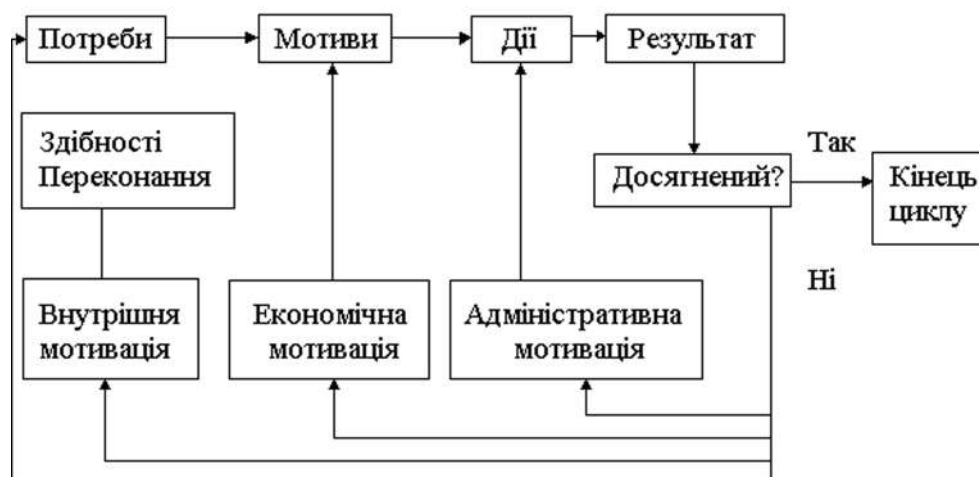 Потреби
Мотиви
Дії
Результат
Здібності
Переконання
Досягнений?
Так
Кінець
циклу
Ні
Внутрішня
мотивація
Економічна
мотивація
Адміністративна
мотивація